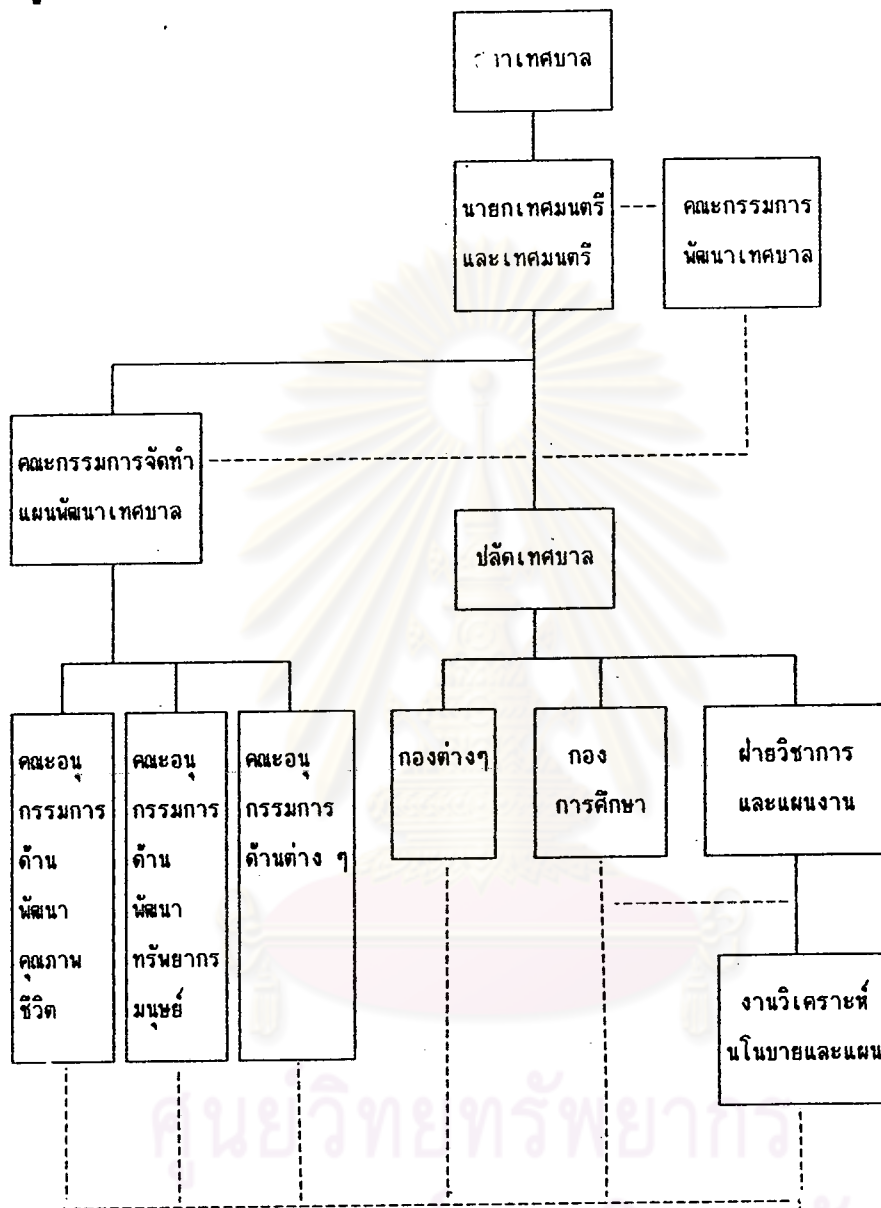 สภาเทศบาล
นายกเทศมนตรี
และเทศมนตรี
คณะกรรมการ
พัฒนาเทศบาล
คณะกรรมการจัดทำ
แผนพัฒนาเทศบาล
ปลัดเทศบาล
คณะอนุ
กรรมการ
ด้าน
พัฒนา
คุณภาพ
ชีวิต
คณะอนุ
กรรมการ
ด้าน
พัฒนา
ทรัพยากร
มนุษย์
คณะอนุ
กรรมการ
ด้านต่าง ๆ
กองต่างๆ
กอง
การศึกษา
ฝ่ายวิชาการ
และแผนงาน
งานวิเคราะห์
นโนบายและแผน
ศูนย์วิทยทรัพยากร